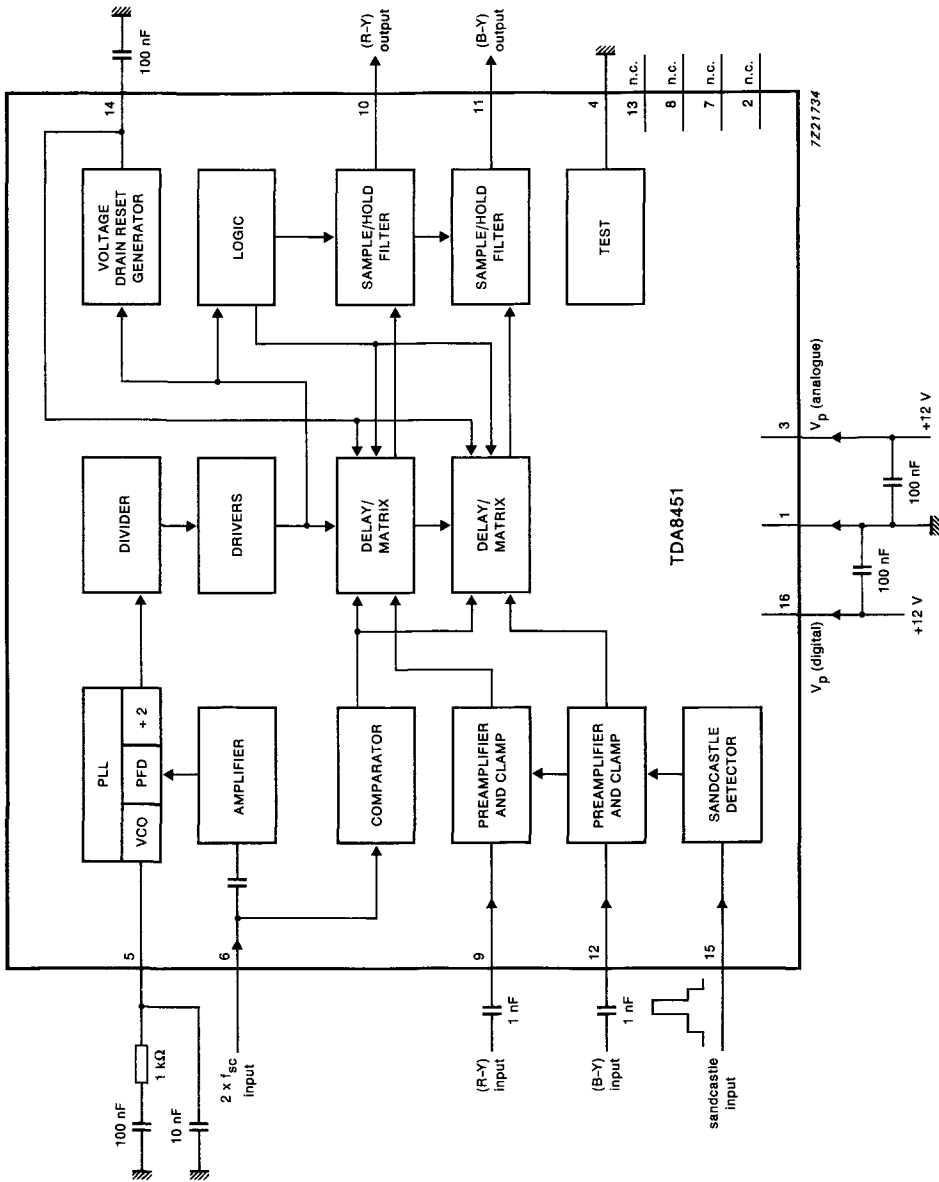 100 nF
1 kΩ
10 nF
5
2 x fsc
input
6
(R-Y)
input
1 nF
9
(B-Y)
input
1 nF
12
sandcastle
input
15
PLL
VCO
PFD
+ 2
AMPLIFIER
COMPARATOR
PREAMPLIFIER
AND CLAMP
PREAMPLIFIER
AND CLAMP
SANDCASTLE
DETECTOR
DIVIDER
DRIVERS
DELAY/
MATRIX
DELAY/
MATRIX
VOLTAGE
DRAIN RESET
GENERATOR
LOGIC
SAMPLE/HOLD
FILTER
SAMPLE/HOLD
FILTER
TEST
14
100 nF
10
(R-Y)
output
11
(B-Y)
output
4
13 n.c.
8 n.c.
7 n.c.
2 n.c.
TDA8451
16
1
3
Vp (digital)
Vp (analogue)
100 nF
100 nF
+12 V
+12 V
7Z21734